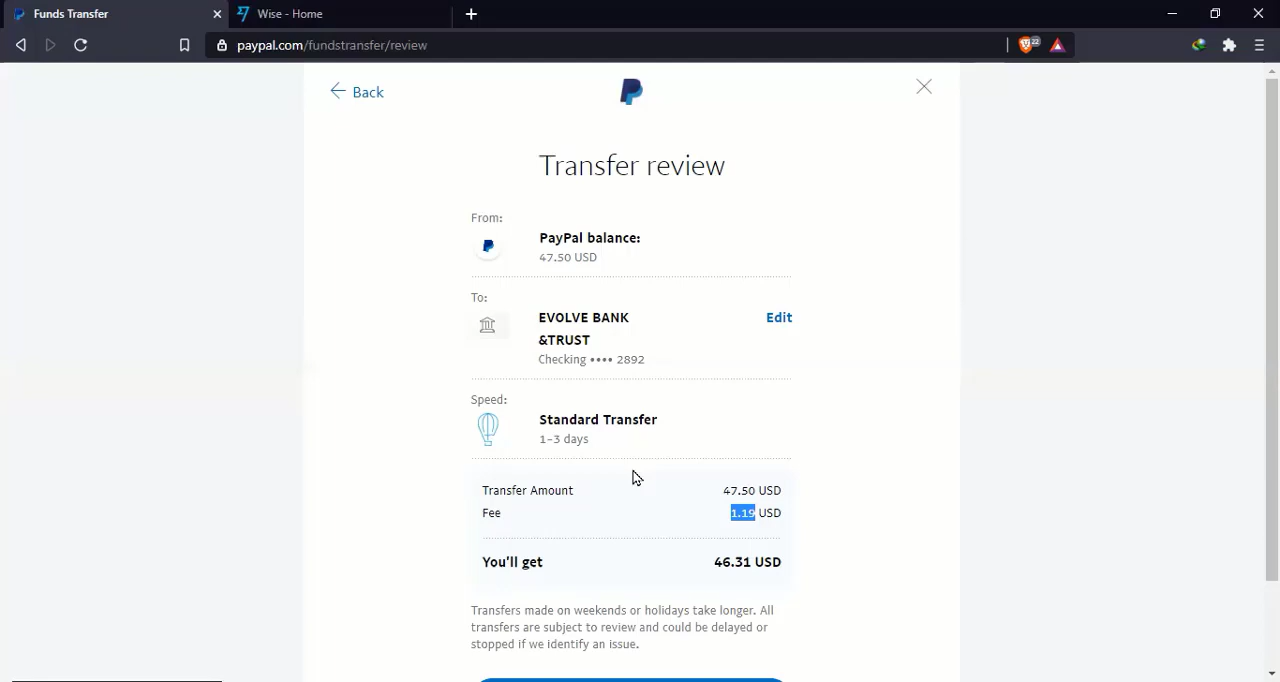 Funds Transfer
Wise - Home
paypal.com/fundstransfer/review
22
Back
Transfer review
From:
PayPal balance:
47.50 USD
To:
EVOLVE BANK
&TRUST
Edit
Checking •••• 2892
Speed:
Standard Transfer
1-3 days
Transfer Amount 47.50 USD
Fee 1.19 USD
You'll get 46.31 USD
Transfers made on weekends or holidays take longer. All
transfers are subject to review and could be delayed or
stopped if we identify an issue.